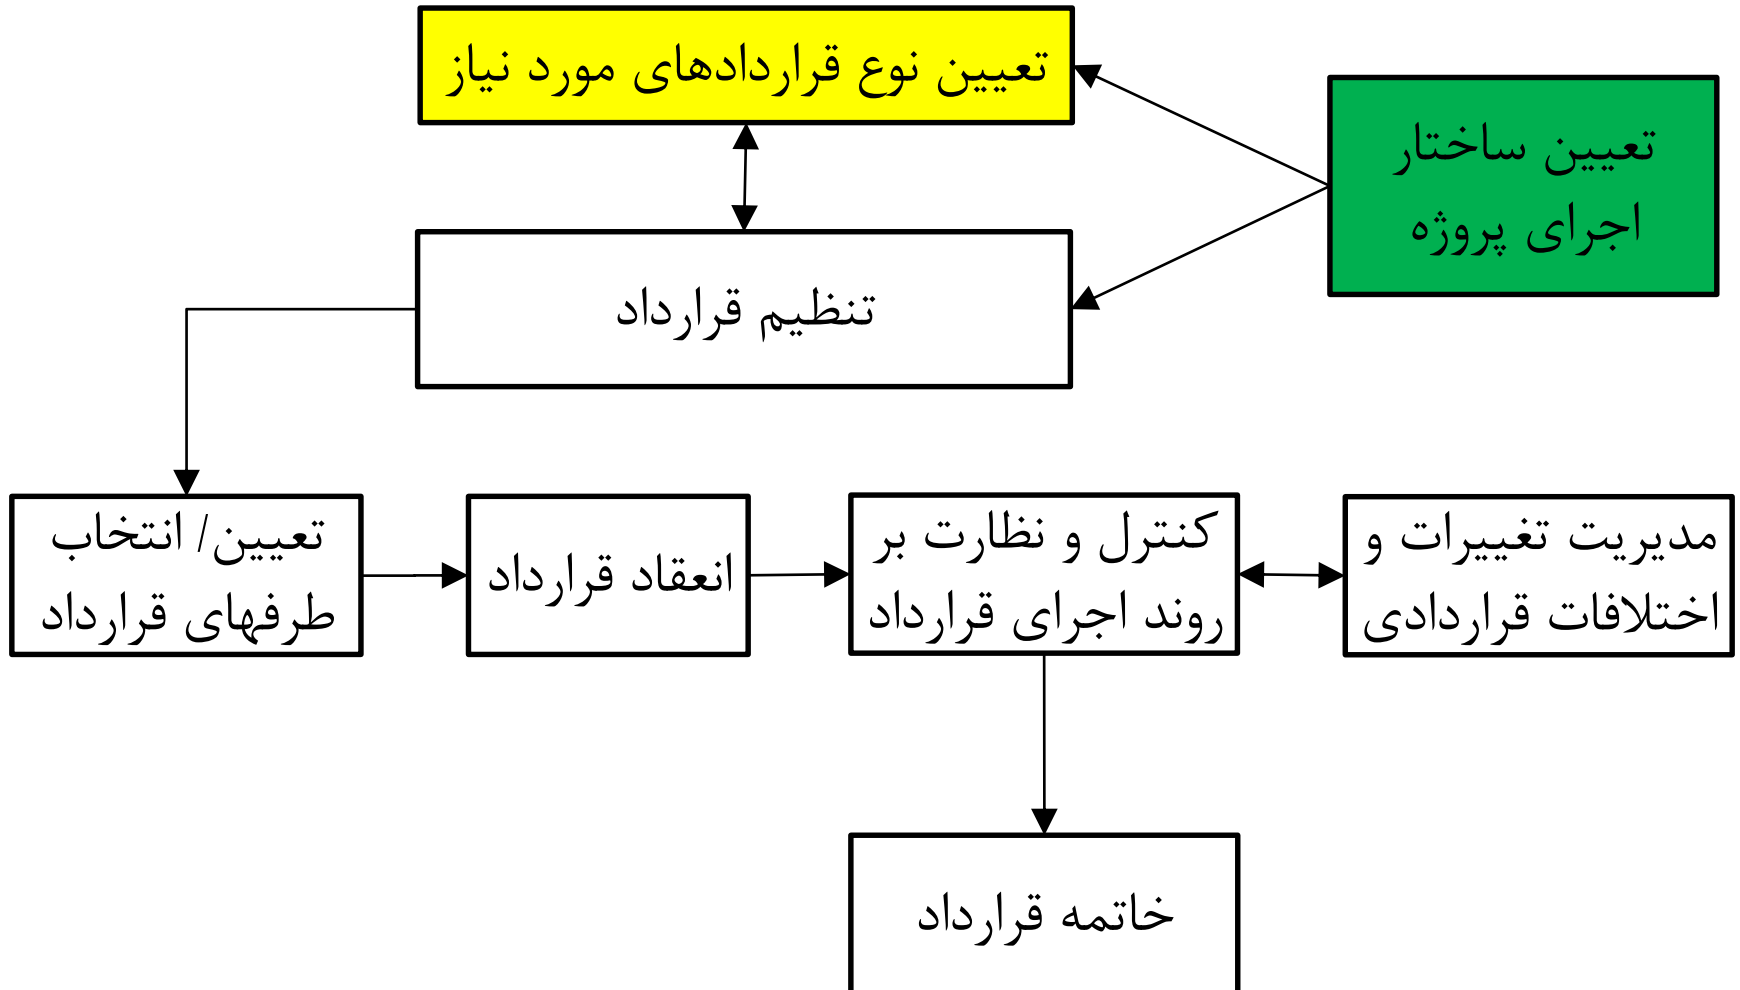 تعیین نوع قراردادهای مورد نیاز
تعیین ساختار
اجرای پروژه
تنظیم قرارداد
تعیین/ انتخاب
طرفهای قرارداد
انعقاد قرارداد
کنترل و نظارت بر
روند اجرای قرارداد
مدیریت تغییرات و
اختلافات قراردادی
خاتمه قرارداد